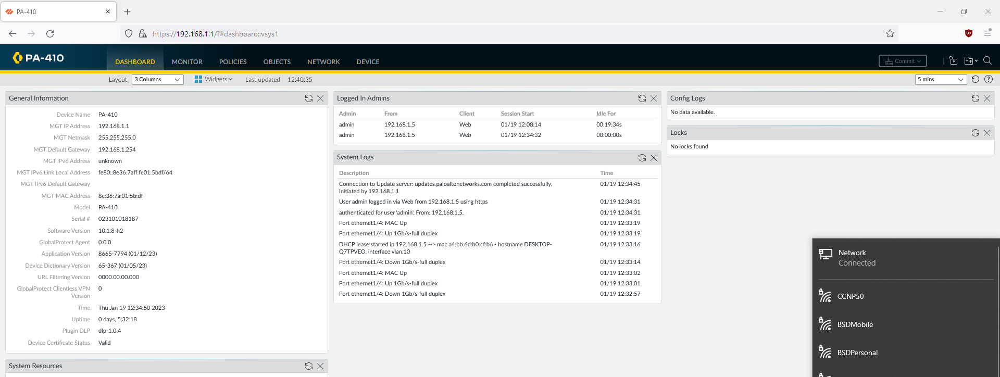 PA-410
https://192.168.1.1/?#dashboard::vsys1
PA-410
DASHBOARD MONITOR POLICIES OBJECTS NETWORK DEVICE
Commit
Layout 3 Columns Widgets Last updated 12:40:35
5 mins
General Information
Device Name PA-410
MGT IP Address 192.168.1.1
MGT Netmask 255.255.255.0
MGT Default Gateway 192.168.1.254
MGT IPv6 Address unknown
MGT IPv6 Link Local Address fe80::8e36:7aff:fe01:5bdf/64
MGT IPv6 Default Gateway
MGT MAC Address 8c:36:7a:01:5b:df
Model PA-410
Serial # 023101018187
Software Version 10.1.8-h2
GlobalProtect Agent 0.0.0
Application Version 8665-7794 (01/12/23)
Device Dictionary Version 65-367 (01/05/23)
URL Filtering Version 0000.00.00.000
GlobalProtect Clientless VPN 0
Version
Time Thu Jan 19 12:34:50 2023
Uptime 0 days, 5:32:18
Plugin DLP dlp-1.0.4
Device Certificate Status Valid
System Resources
Logged In Admins
Admin From Client Session Start Idle For
admin 192.168.1.5 Web 01/19 12:08:14 00:19:34s
admin 192.168.1.5 Web 01/19 12:34:32 00:00:00s
System Logs
Description Time
Connection to Update server: updates.paloaltonetworks.com completed successfully, 01/19 12:34:45
initiated by 192.168.1.1
User admin logged in via Web from 192.168.1.5 using https 01/19 12:34:31
authenticated for user 'admin'. From: 192.168.1.5. 01/19 12:34:31
Port ethernet1/4: MAC Up 01/19 12:33:19
Port ethernet1/4: Up 1Gb/s-full duplex 01/19 12:33:19
DHCP lease started ip 192.168.1.5 --> mac a4:bb:6d:b0:cf:b6 - hostname DESKTOP- 01/19 12:33:16
Q7TPVEO, interface vlan.10
Port ethernet1/4: Down 1Gb/s-full duplex 01/19 12:33:14
Port ethernet1/4: MAC Up 01/19 12:33:02
Port ethernet1/4: Up 1Gb/s-full duplex 01/19 12:33:01
Port ethernet1/4: Down 1Gb/s-full duplex 01/19 12:32:57
Config Logs
No data available.
Locks
No locks found
Network
Connected
CCNP50
BSDMobile
BSDPersonal